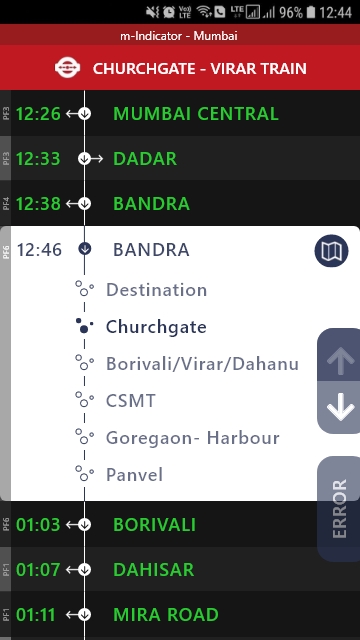 Vo)) LTE LTE 4↑ 96% 12:44
m-Indicator - Mumbai
CHURCHGATE - VIRAR TRAIN
PF3 12:26 MUMBAI CENTRAL
PF3 12:33 DADAR
PF4 12:38 BANDRA
PF6 12:46 BANDRA
Destination
Churchgate
Borivali/Virar/Dahanu
CSMT
Goregaon- Harbour
Panvel
ERROR
PF6 01:03 BORIVALI
PF1 01:07 DAHISAR
PF1 01:11 MIRA ROAD